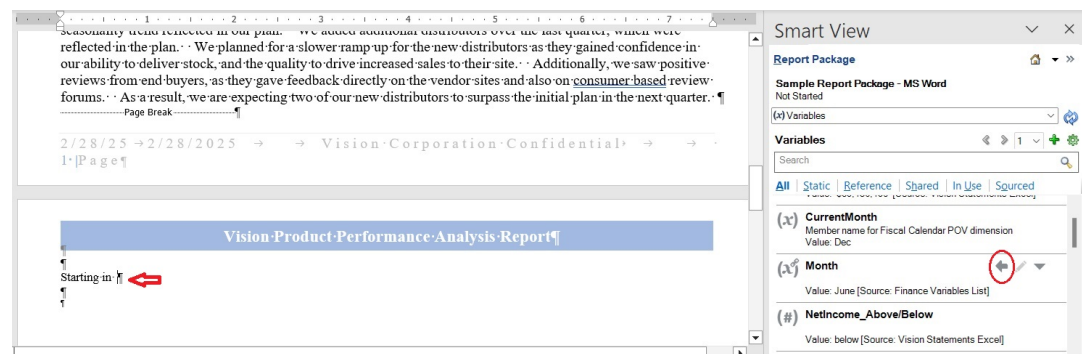 1 2 3 4 5 6 7
seasonality trend reflected in our plan. We added additional distributors over the last quarter, which were
reflected·in·the·plan.· · We·planned·for·a·slower·ramp·up·for·the·new·distributors·as·they·gained·confidence·in·
our·ability·to·deliver·stock,·and·the·quality·to·drive·increased·sales·to·their·site.· · Additionally,·we·saw·positive·
reviews·from·end·buyers,·as·they·gave·feedback·directly·on·the·vendor·sites·and·also·on·consumer·based·review·
forums.· · As·a·result,·we·are·expecting·two·of·our·new·distributors·to·surpass·the·initial·plan·in·the·next·quarter.·¶
Page Break¶
2/28/25→2/28/2025 → → Vision·Corporation·Confidential→ → → ·
1·|Page¶
Vision·Product·Performance·Analysis·Report¶
¶
¶
Starting·in·¶
¶
¶
Smart View
Report Package
Sample Report Package - MS Word
Not Started
(x) Variables
Variables
1
Search
All Static Reference Shared In Use Sourced
(x) CurrentMonth
Member name for Fiscal Calendar POV dimension
Value: Dec
(x) Month
Value: June [Source: Finance Variables List]
(#) NetIncome_Above/Below
Value: below [Source: Vision Statements Excel]